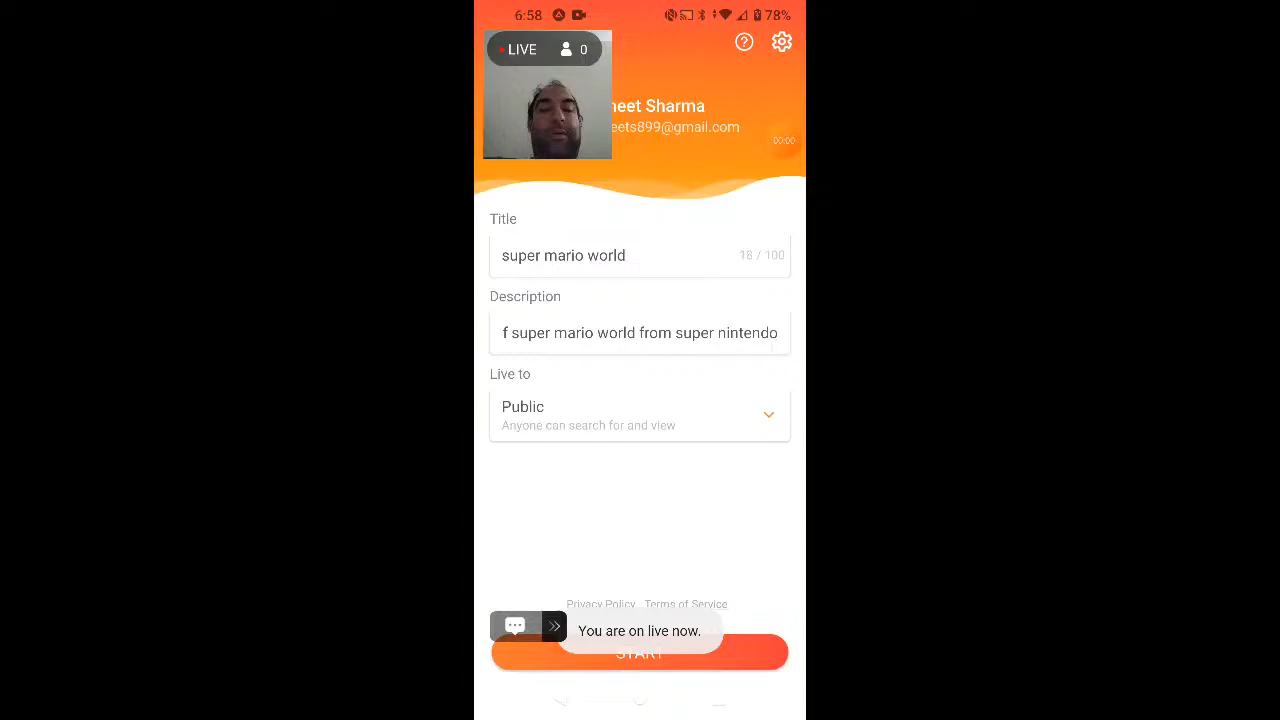 6:58 78%
LIVE 0
neet Sharma
eets899@gmail.com
00:00
Title
super mario world 18 / 100
Description
f super mario world from super nintendo
Live to
Public
Anyone can search for and view
Privacy Policy Terms of Service
You are on live now.
START